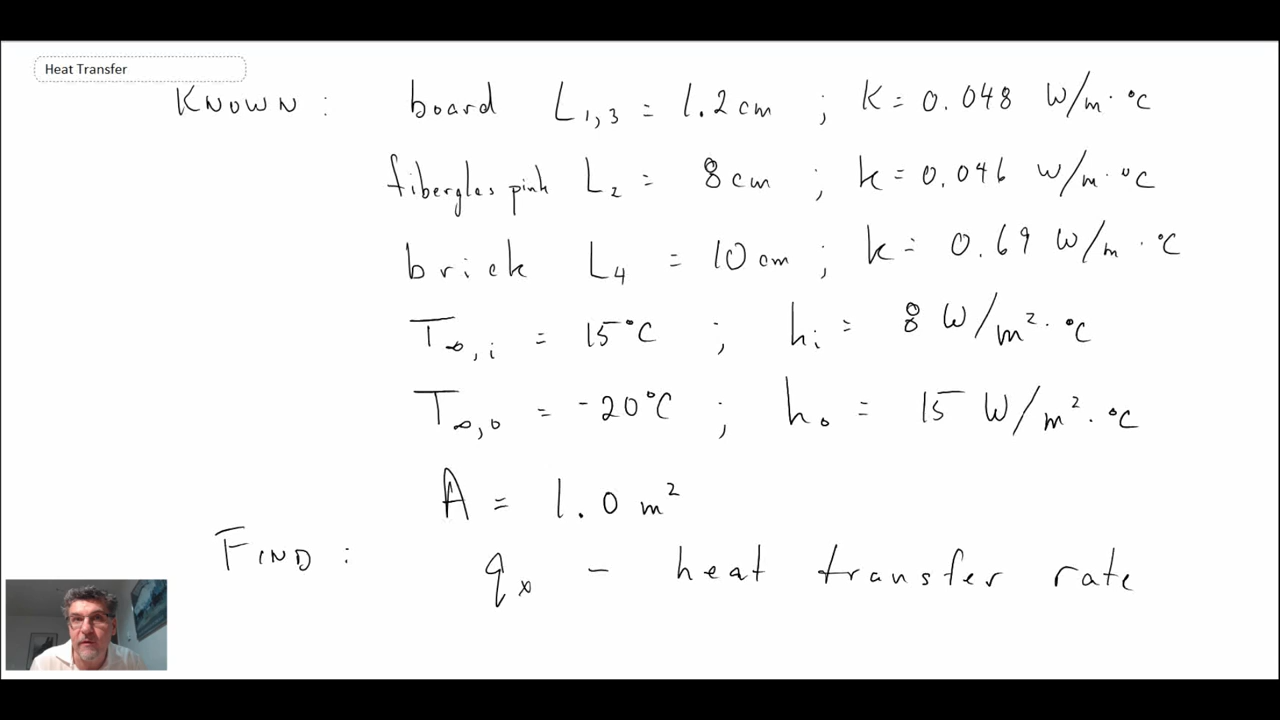 Heat Transfer
KNOWN : board L1,3 = 1.2 cm ; K = 0.048 W/m·°C
fiberglas pink L2 = 8 cm ; k = 0.046 W/m·°C
brick L4 = 10 cm ; k = 0.69 W/m·°C
T∞,i = 15°C ; hi = 8 W/m²·°C
T∞,o = -20°C ; ho = 15 W/m²·°C
A = 1.0 m²
FIND : qx - heat transfer rate